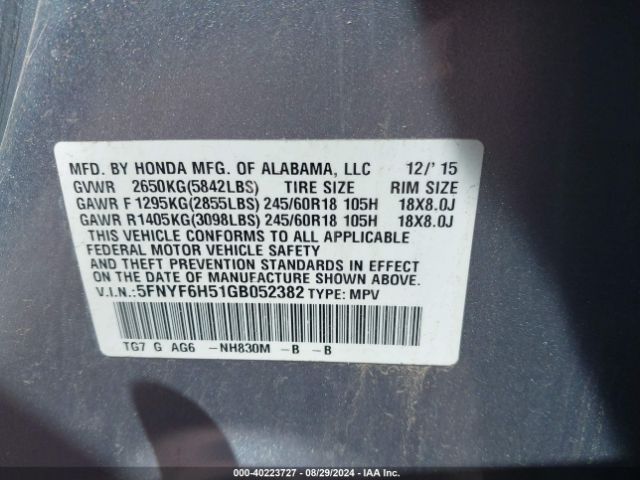 MFD. BY HONDA MFG. OF ALABAMA, LLC 12/' 15
GVWR 2650KG(5842LBS) TIRE SIZE RIM SIZE
GAWR F 1295KG(2855LBS) 245/60R18 105H 18X8.0J
GAWR R1405KG(3098LBS) 245/60R18 105H 18X8.0J
THIS VEHICLE CONFORMS TO ALL APPLICABLE
FEDERAL MOTOR VEHICLE SAFETY
AND THEFT PREVENTION STANDARDS IN EFFECT
ON THE DATE OF MANUFACTURE SHOWN ABOVE.
V.I.N.:5FNYF6H51GB052382 TYPE: MPV
TG7 G AG6 -NH830M -B -B
000-40223727 - 08/29/2024 - IAA Inc.